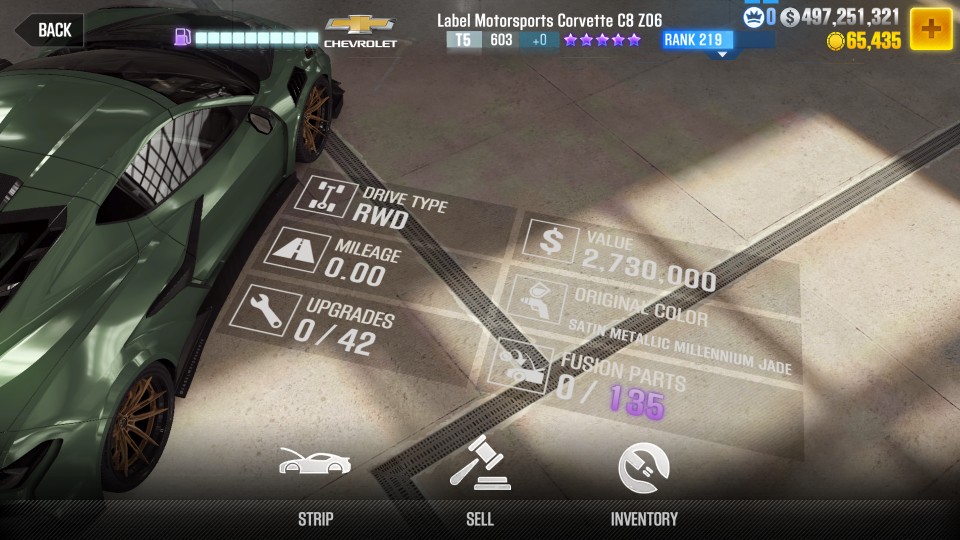 BACK
CHEVROLET
Label Motorsports Corvette C8 Z06
T5 603 +0
RANK 219
0 $ 497,251,321
65,435
DRIVE TYPE
RWD
MILEAGE
0.00
UPGRADES
0 / 42
$ VALUE
2,730,000
ORIGINAL COLOR
SATIN METALLIC MILLENNIUM JADE
FUSION PARTS
0 / 135
STRIP
SELL
INVENTORY